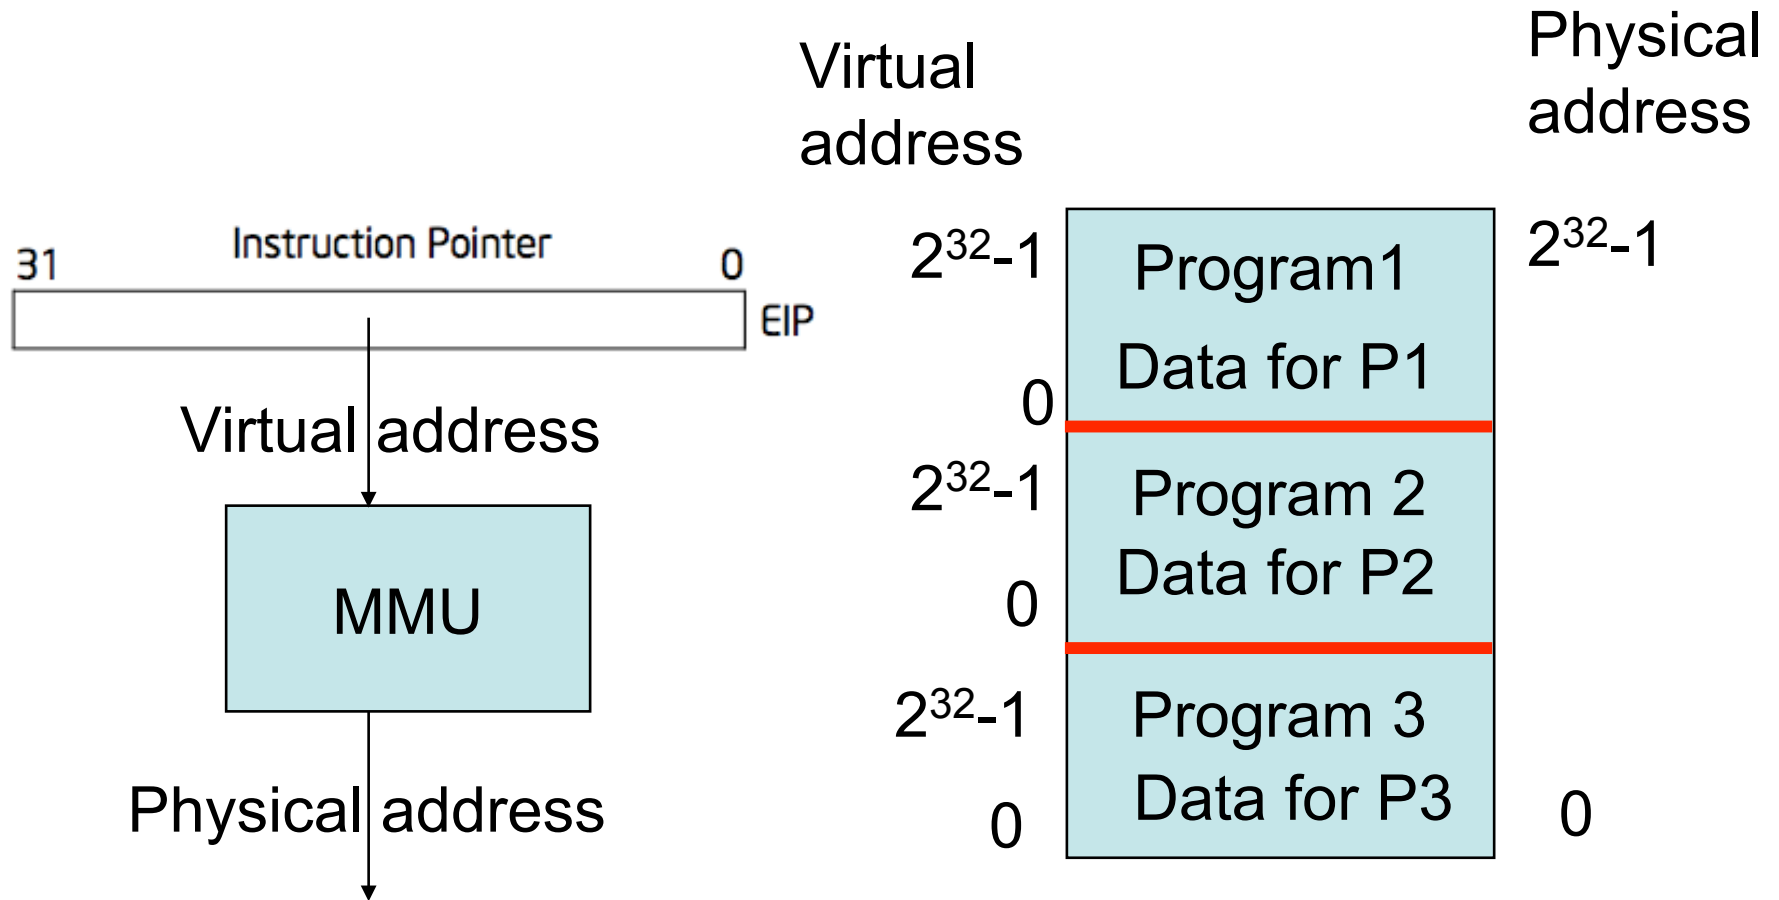 Virtual
address
Physical
address
31 Instruction Pointer 0
EIP
Virtual address
MMU
Physical address
2³²-1 Program1 2³²-1
Data for P1
0
2³²-1 Program 2
Data for P2
0
2³²-1 Program 3
Data for P3
0 0